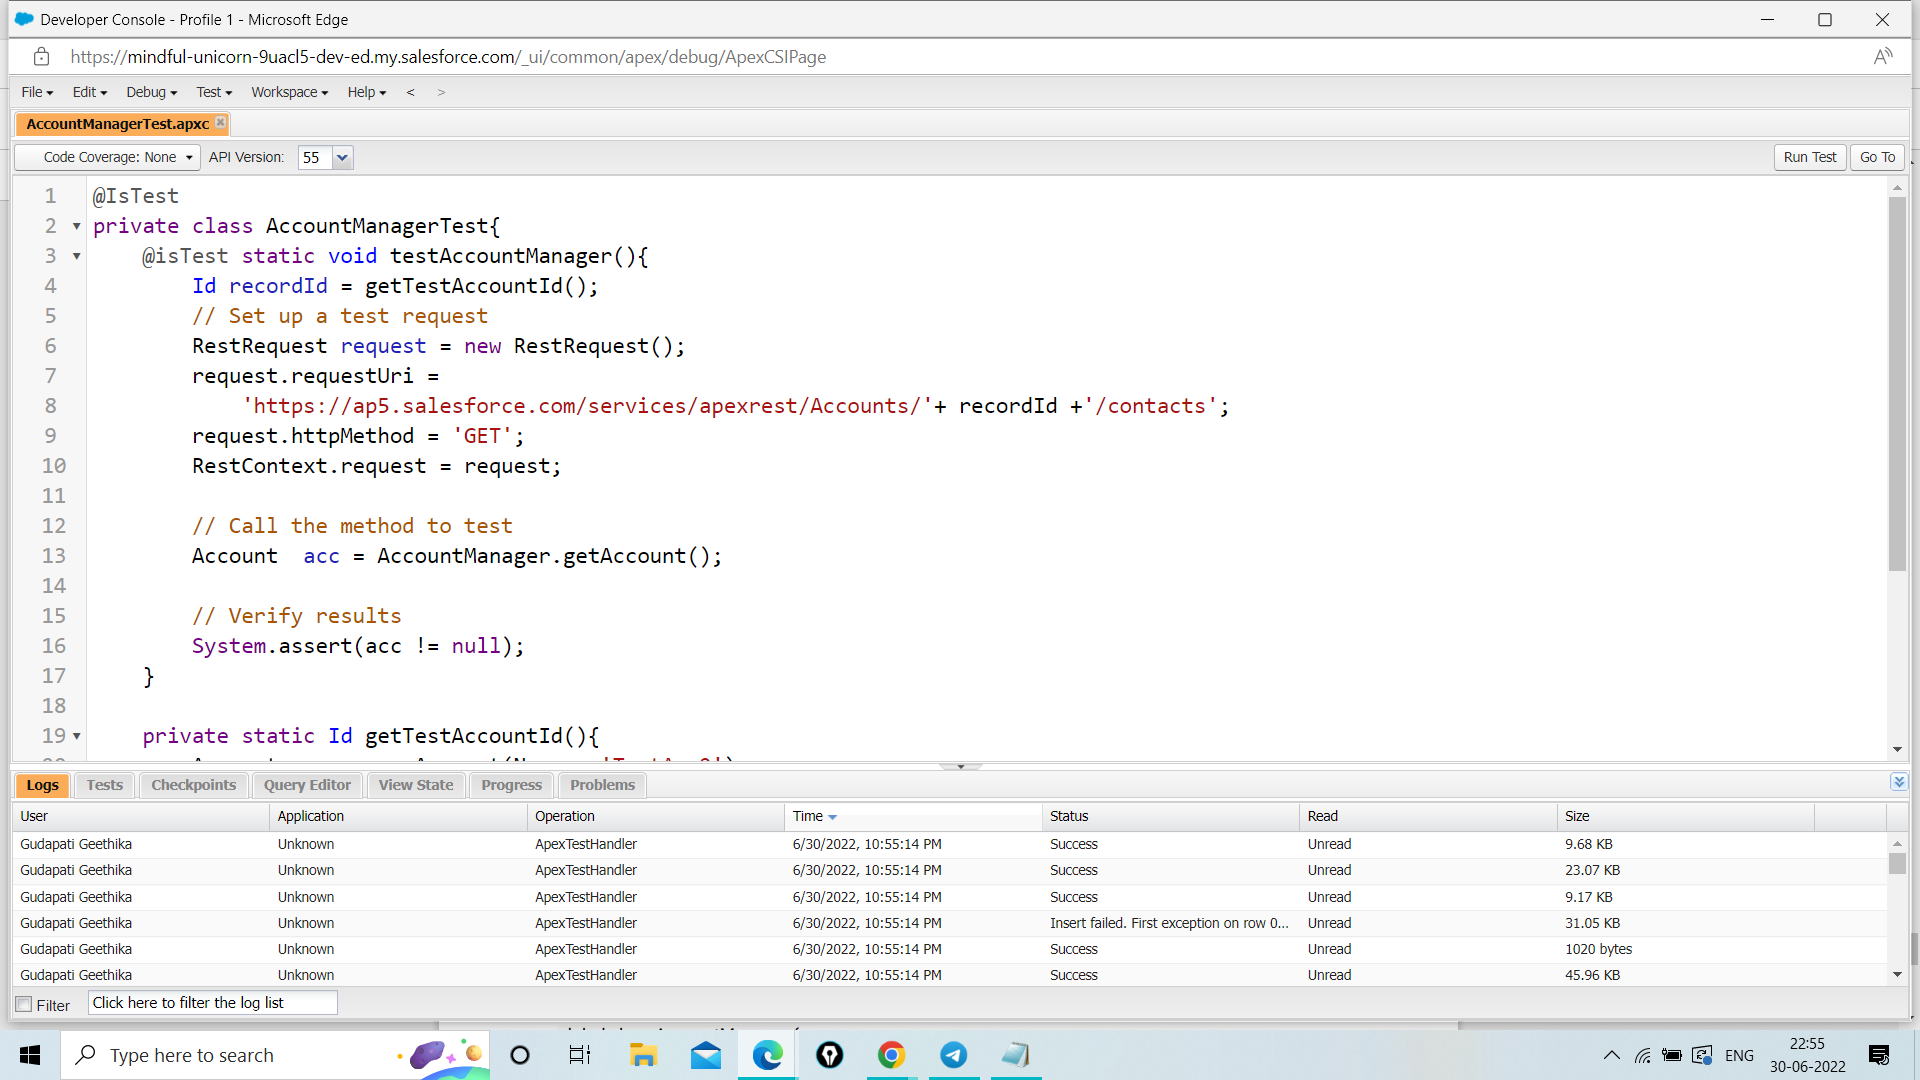 Developer Console - Profile 1 - Microsoft Edge
https://mindful-unicorn-9uacl5-dev-ed.my.salesforce.com/_ui/common/apex/debug/ApexCSIPage
File Edit Debug Test Workspace Help < >
AccountManagerTest.apxc
Code Coverage: None API Version: 55 Run Test Go To
1 @IsTest
2 private class AccountManagerTest{
3 @isTest static void testAccountManager(){
4 Id recordId = getTestAccountId();
5 // Set up a test request
6 RestRequest request = new RestRequest();
7 request.requestUri =
8 'https://ap5.salesforce.com/services/apexrest/Accounts/'+ recordId +'/contacts';
9 request.httpMethod = 'GET';
10 RestContext.request = request;
11
12 // Call the method to test
13 Account  acc = AccountManager.getAccount();
14
15 // Verify results
16 System.assert(acc != null);
17 }
18
19 private static Id getTestAccountId(){
Logs Tests Checkpoints Query Editor View State Progress Problems
User Application Operation Time Status Read Size
Gudapati Geethika Unknown ApexTestHandler 6/30/2022, 10:55:14 PM Success Unread 9.68 KB
Gudapati Geethika Unknown ApexTestHandler 6/30/2022, 10:55:14 PM Success Unread 23.07 KB
Gudapati Geethika Unknown ApexTestHandler 6/30/2022, 10:55:14 PM Success Unread 9.17 KB
Gudapati Geethika Unknown ApexTestHandler 6/30/2022, 10:55:14 PM Insert failed. First exception on row 0... Unread 31.05 KB
Gudapati Geethika Unknown ApexTestHandler 6/30/2022, 10:55:14 PM Success Unread 1020 bytes
Gudapati Geethika Unknown ApexTestHandler 6/30/2022, 10:55:14 PM Success Unread 45.96 KB
Filter Click here to filter the log list
Type here to search
ENG
22:55
30-06-2022